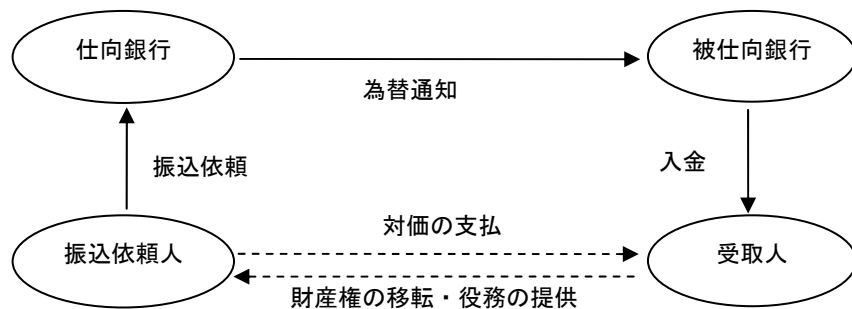 仕向銀行
被仕向銀行
為替通知
振込依頼
入金
対価の支払
振込依頼人
受取人
財産権の移転・役務の提供